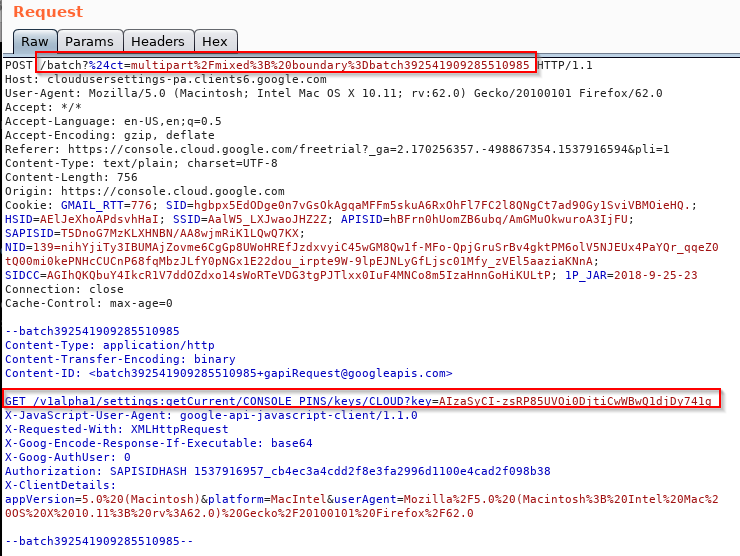 Request
Raw Params Headers Hex
POST /batch?%24ct=multipart%2Fmixed%3B%20boundary%3Dbatch392541909285510985 HTTP/1.1
Host: cloudusersettings-pa.clients6.google.com
User-Agent: Mozilla/5.0 (Macintosh; Intel Mac OS X 10.11; rv:62.0) Gecko/20100101 Firefox/62.0
Accept: */*
Accept-Language: en-US,en;q=0.5
Accept-Encoding: gzip, deflate
Referer: https://console.cloud.google.com/freetrial?_ga=2.170256357.-498867354.1537916594&pli=1
Content-Type: text/plain; charset=UTF-8
Content-Length: 756
Origin: https://console.cloud.google.com
Cookie: GMAIL_RTT=776; SID=hgbpx5EdODge0n7vGsOkAgqaMFFm5skuA6RxOhFl7FC2l8QNgCt7ad90Gy1SviVBMOieHQ.;
HSID=AElJeXhoAPdsvhHaI; SSID=AalW5_LXJwaoJHZ2Z; APISID=hBFrn0hUomZB6ubq/AmGMuOkwuroA3IjFU;
SAPISID=T5DnoG7MzKLXHNBN/AA8wjmRiK1LQwQ7KX;
NID=139=nihYjiTy3IBUMAjZovme6CgGp8UWoHREfJzdxvyiC45wGM8Qw1f-MFo-QpjGruSrBv4gktPM6olV5NJEUx4PaYQr_qqeZ0
tQ00mi0kePNHcCUCnP68fqMbzJLfY0pNGx1E22dou_irpte9W-9lpEJNLyGfLjsc01Mfy_zVEl5aaziaKNnA;
SIDCC=AGIhQKQbuY4IkcR1V7ddOZdxo14sWoRTeVDG3tgPJTlxx0IuF4MNCo8m5IzaHnnGoHiKULtP; 1P_JAR=2018-9-25-23
Connection: close
Cache-Control: max-age=0
--batch392541909285510985
Content-Type: application/http
Content-Transfer-Encoding: binary
Content-ID: <batch392541909285510985+gapiRequest@googleapis.com>
GET /v1alpha1/settings:getCurrent/CONSOLE_PINS/keys/CLOUD?key=AIzaSyCI-zsRP85UVOi0DjtiCwWBwQ1djDy741g
X-JavaScript-User-Agent: google-api-javascript-client/1.1.0
X-Requested-With: XMLHttpRequest
X-Goog-Encode-Response-If-Executable: base64
X-Goog-AuthUser: 0
Authorization: SAPISIDHASH 1537916957_cb4ec3a4cdd2f8e3fa2996d1100e4cad2f098b38
X-ClientDetails:
appVersion=5.0%20(Macintosh)&platform=MacIntel&userAgent=Mozilla%2F5.0%20(Macintosh%3B%20Intel%20Mac%2
0OS%20X%2010.11%3B%20rv%3A62.0)%20Gecko%2F20100101%20Firefox%2F62.0
--batch392541909285510985--